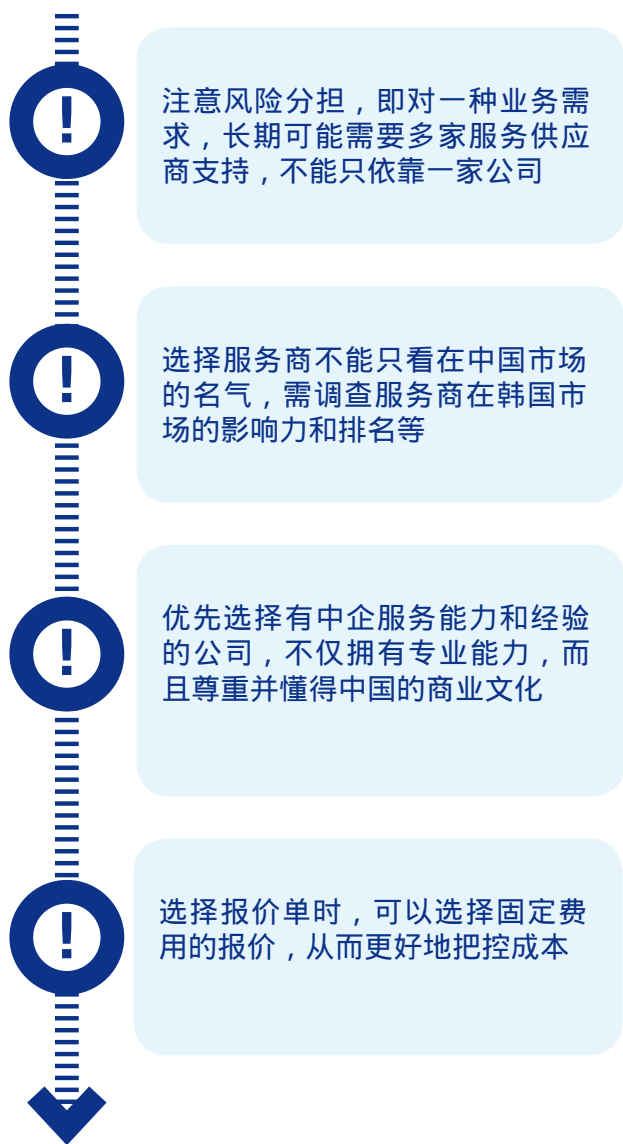 !
注意风险分担，即对一种业务需
求，长期可能需要多家服务供应
商支持，不能只依靠一家公司
!
选择服务商不能只看在中国市场
的名气，需调查服务商在韩国市
场的影响力和排名等
!
优先选择有中企服务能力和经验
的公司，不仅拥有专业能力，而
且尊重并懂得中国的商业文化
!
选择报价单时，可以选择固定费
用的报价，从而更好地把控成本